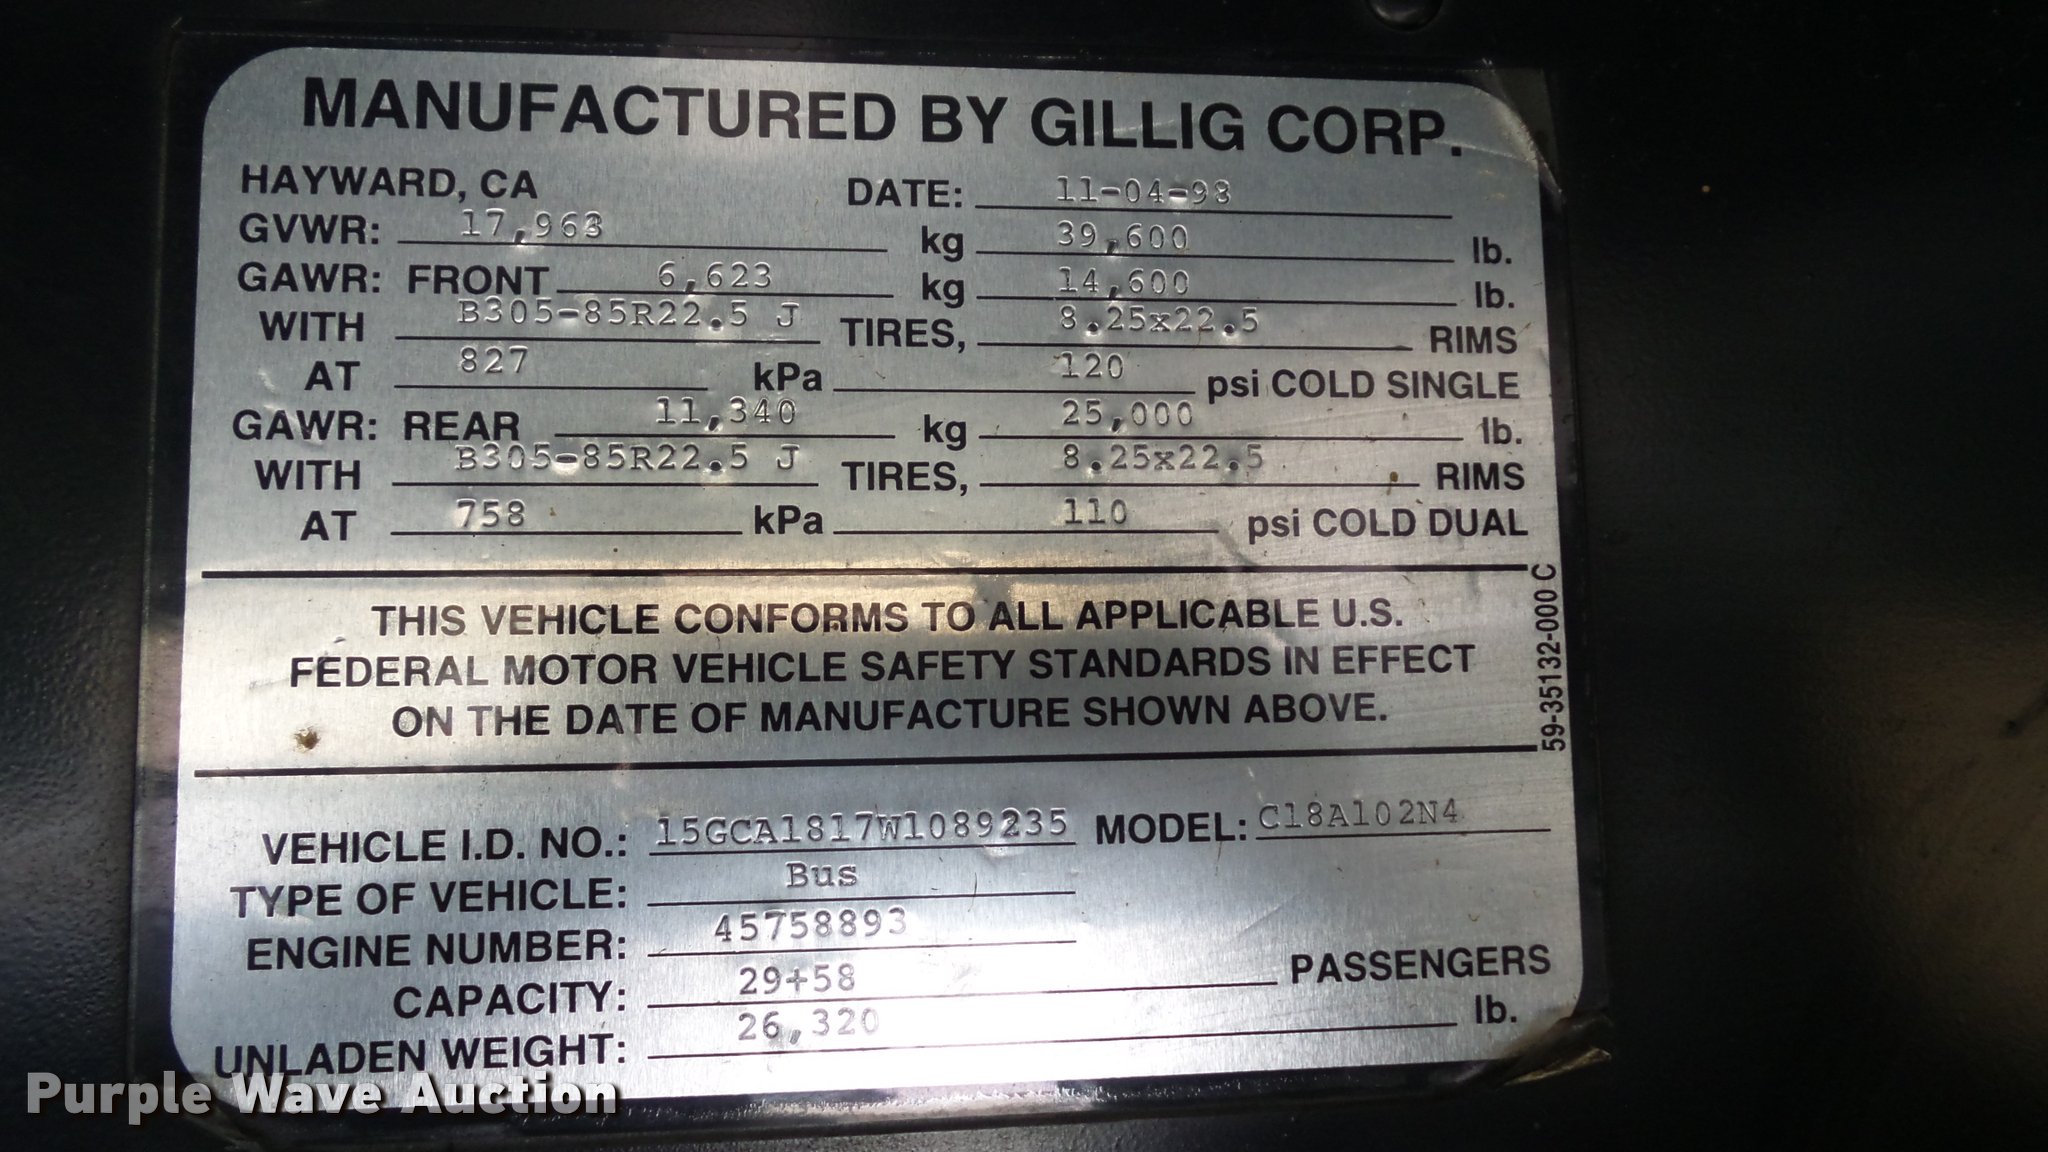 MANUFACTURED BY GILLIG CORP.
HAYWARD, CA DATE: 11-04-98
GVWR: 17,963 kg 39,600 lb.
GAWR: FRONT 6,623 kg 14,600 lb.
WITH B305-85R22.5 J TIRES, 8.25x22.5 RIMS
AT 827 kPa 120 psi COLD SINGLE
GAWR: REAR 11,340 kg 25,000 lb.
WITH B305-85R22.5 J TIRES, 8.25x22.5 RIMS
AT 758 kPa 110 psi COLD DUAL
THIS VEHICLE CONFORMS TO ALL APPLICABLE U.S.
FEDERAL MOTOR VEHICLE SAFETY STANDARDS IN EFFECT
ON THE DATE OF MANUFACTURE SHOWN ABOVE.
59-35132-000 C
VEHICLE I.D. NO.: 15GCA1817W1089235 MODEL: C18A102N4
TYPE OF VEHICLE: Bus
ENGINE NUMBER: 45758893
CAPACITY: 29+58 PASSENGERS
UNLADEN WEIGHT: 26,320 lb.
Purple Wave Auction